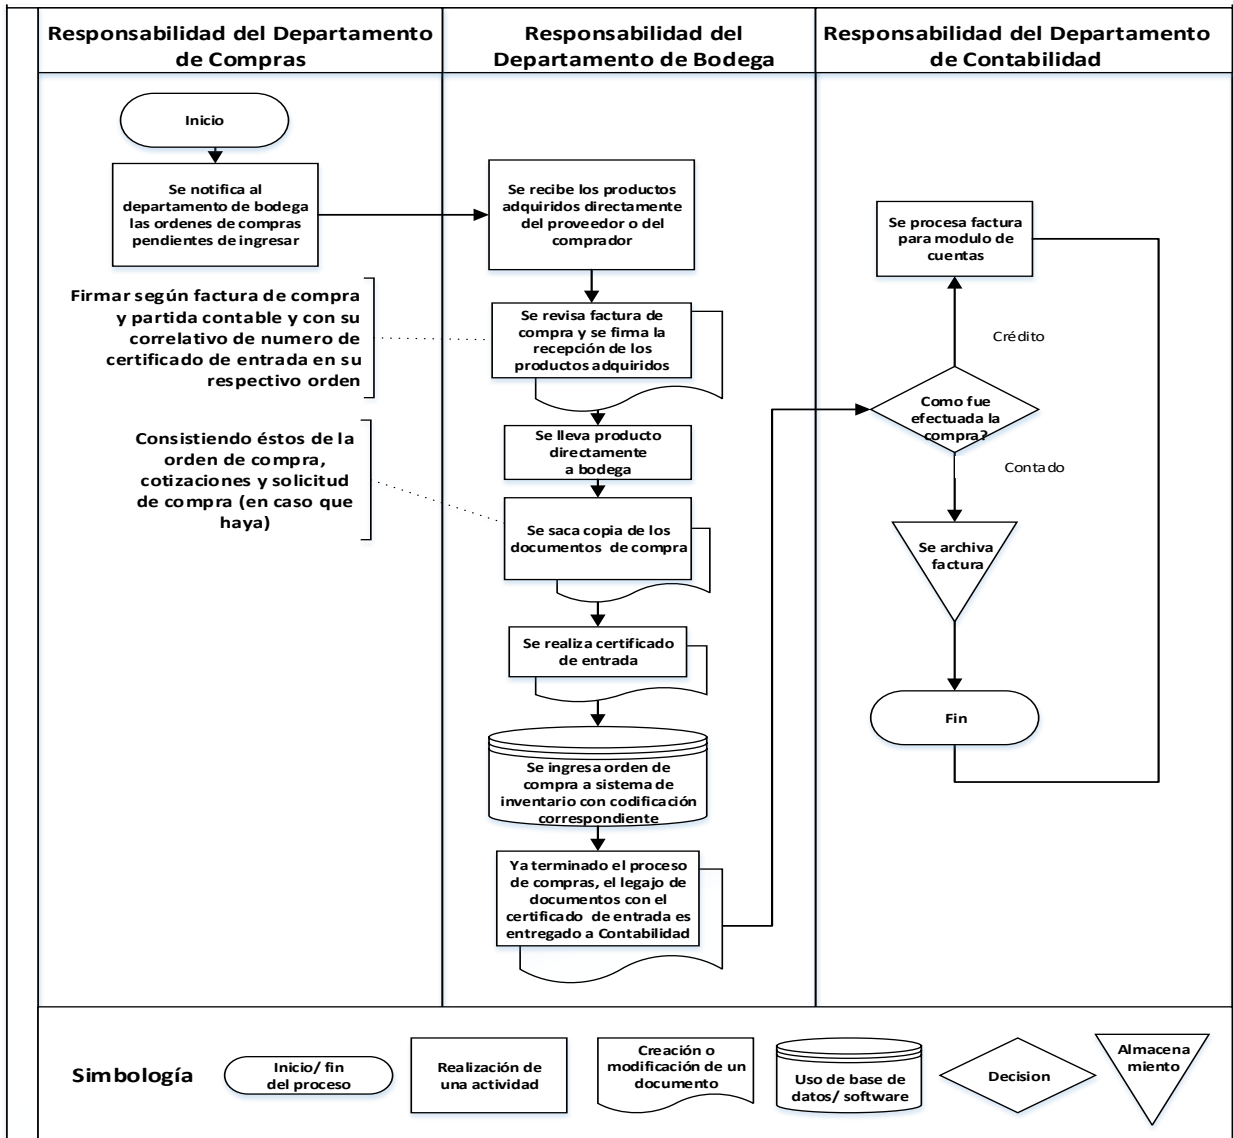 Responsabilidad del Departamento
de Compras
Responsabilidad del
Departamento de Bodega
Responsabilidad del Departamento
de Contabilidad
Inicio
Se notifica al
departamento de bodega
las ordenes de compras
pendientes de ingresar
Firmar según factura de compra
y partida contable y con su
correlativo de numero de
certificado de entrada en su
respectivo orden
Consistiendo éstos de la
orden de compra,
cotizaciones y solicitud
de compra (en caso que
haya)
Se recibe los productos
adquiridos directamente
del proveedor o del
comprador
Se revisa factura de
compra y se firma la
recepción de los
productos adquiridos
Se lleva producto
directamente
a bodega
Se saca copia de los
documentos de compra
Se realiza certificado
de entrada
Se ingresa orden de
compra a sistema de
inventario con codificación
correspondiente
Ya terminado el proceso
de compras, el legajo de
documentos con el
certificado de entrada es
entregado a Contabilidad
Se procesa factura
para modulo de
cuentas
Crédito
Como fue
efectuada la
compra?
Contado
Se archiva
factura
Fin
Simbología
Inicio/ fin
del proceso
Realización de
una actividad
Creación o
modificación de un
documento
Uso de base de
datos/ software
Decision
Almacena
miento